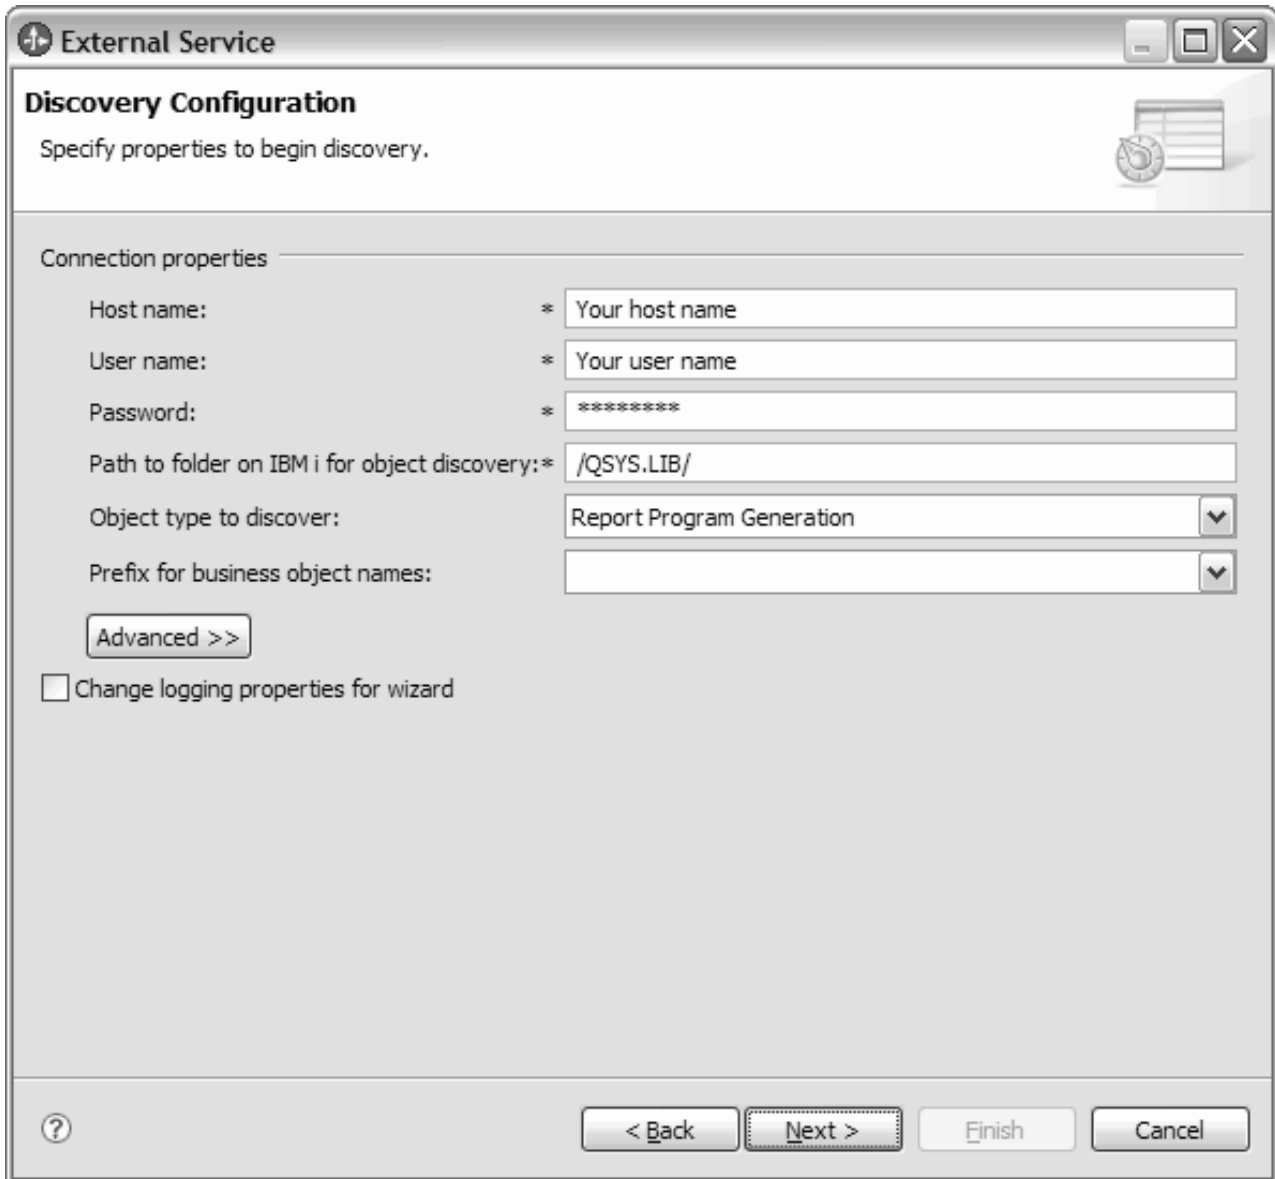 External Service
Discovery Configuration
Specify properties to begin discovery.
Connection properties
Host name: * Your host name
User name: * Your user name
Password: * ********
Path to folder on IBM i for object discovery:* /QSYS.LIB/
Object type to discover: Report Program Generation
Prefix for business object names:
Advanced >>
Change logging properties for wizard
? < Back Next > Finish Cancel